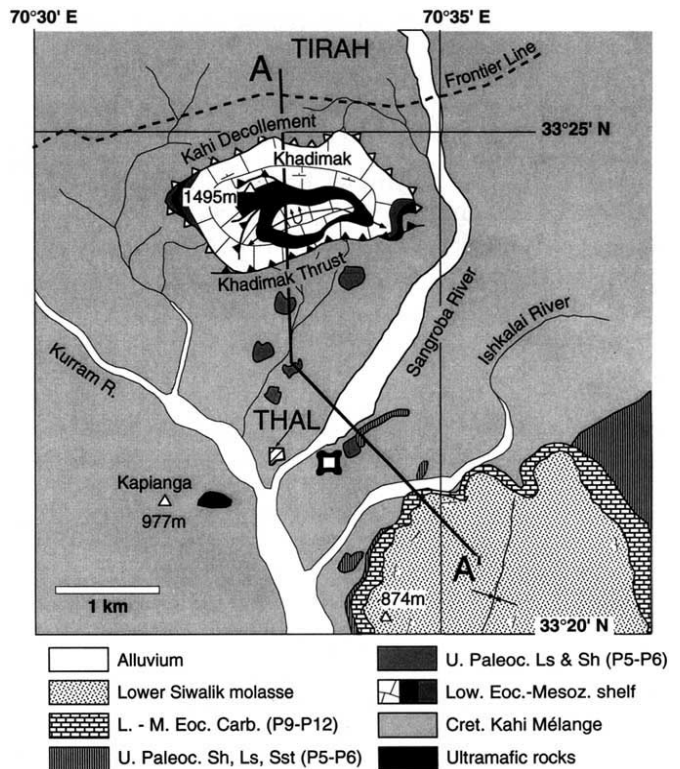 70°30' E
70°35' E
TIRAH
A
Frontier Line
33°25' N
Kahi Decollement
Khadimak
1495m
Khadimak Thrust
Sangroba River
Ishkalai River
Kurram R.
THAL
Kapianga
977m
A'
1 km
874m
33°20' N
Alluvium
Lower Siwalik molasse
L. - M. Eoc. Carb. (P9-P12)
U. Paleoc. Sh, Ls, Sst (P5-P6)
U. Paleoc. Ls & Sh (P5-P6)
Low. Eoc.-Mesoz. shelf
Cret. Kahi Mélange
Ultramafic rocks